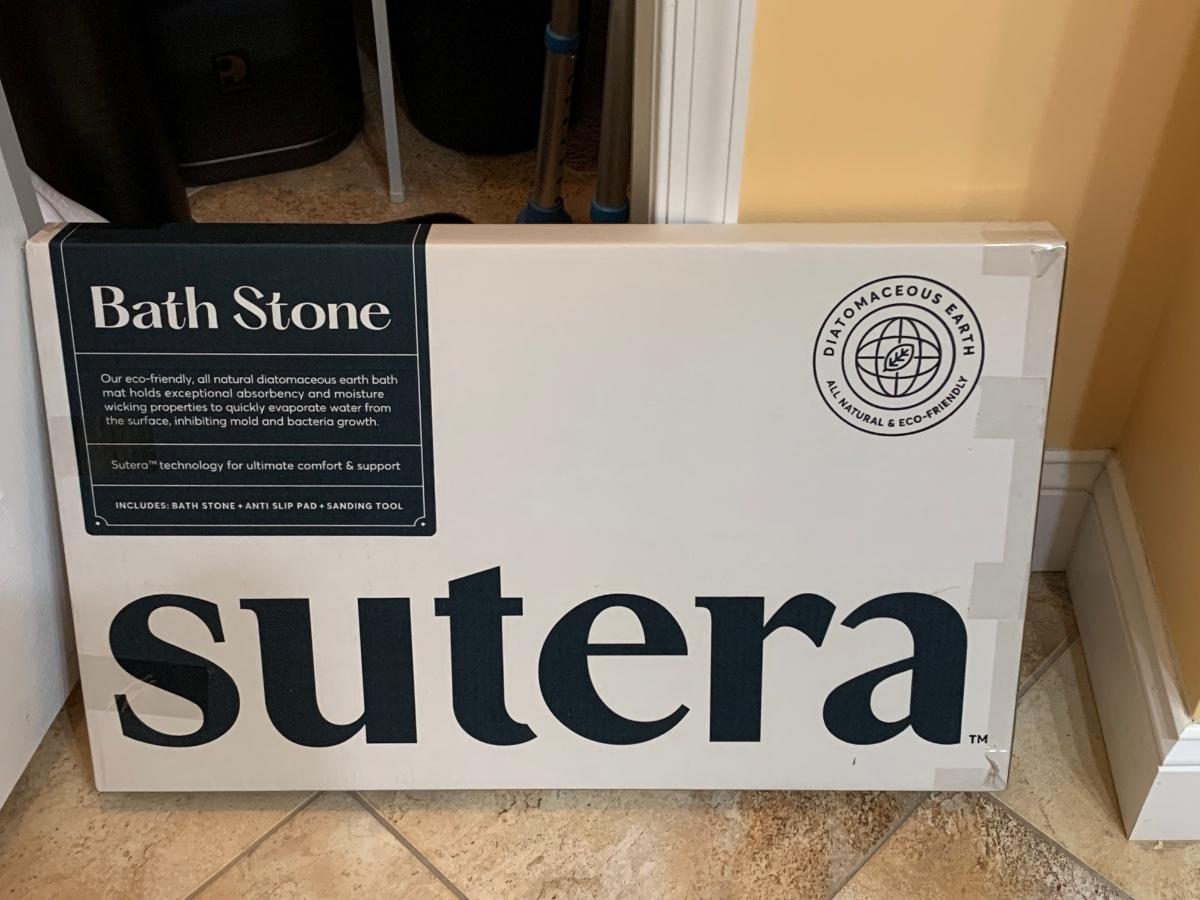 Bath Stone
Our eco-friendly, all natural diatomaceous earth bath
mat holds exceptional absorbency and moisture
wicking properties to quickly evaporate water from
the surface, inhibiting mold and bacteria growth.
Sutera™ technology for ultimate comfort & support
INCLUDES: BATH STONE + ANTI SLIP PAD + SANDING TOOL
DIATOMACEOUS EARTH
ALL NATURAL & ECO-FRIENDLY
sutera™